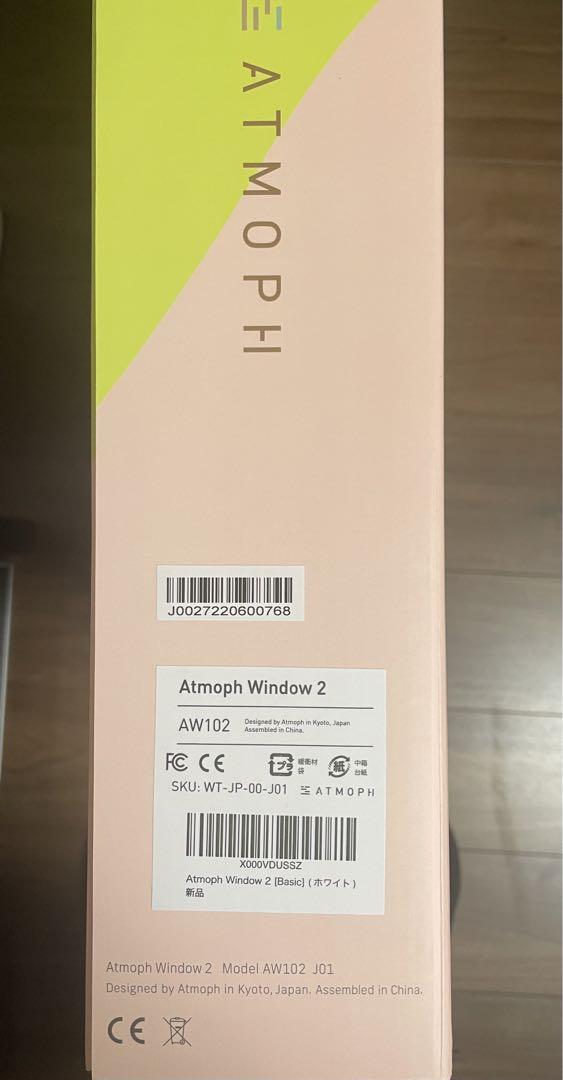 ATMOPH
J0027220600768
Atmoph Window 2
AW102
Designed by Atmoph in Kyoto, Japan
Assembled in China.
FC CE
プラ
緩衝材
袋
紙
中箱
台紙
SKU: WT-JP-00-J01
ATMOPH
X000VDUSSZ
Atmoph Window 2 [Basic] (ホワイト)
新品
Atmoph Window 2 Model AW102 J01
Designed by Atmoph in Kyoto, Japan. Assembled in China.
CE